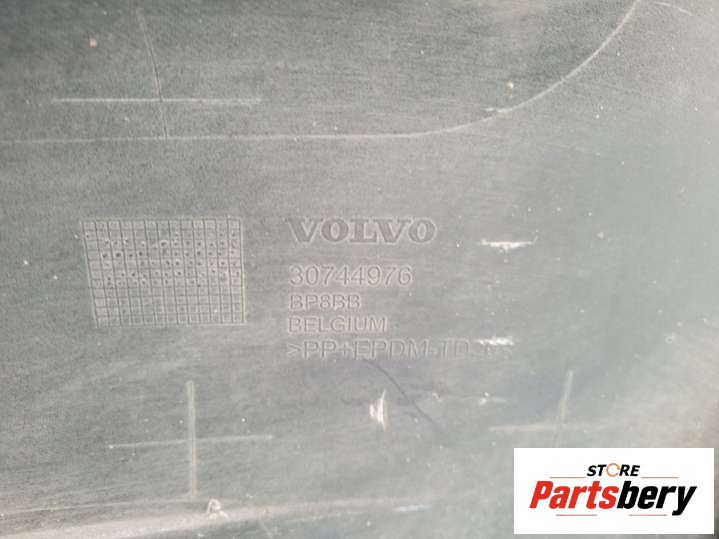 VOLVO
30744976
BP8BB
BELGIUM
>PP+EPDM-TD
STORE
Partsbery